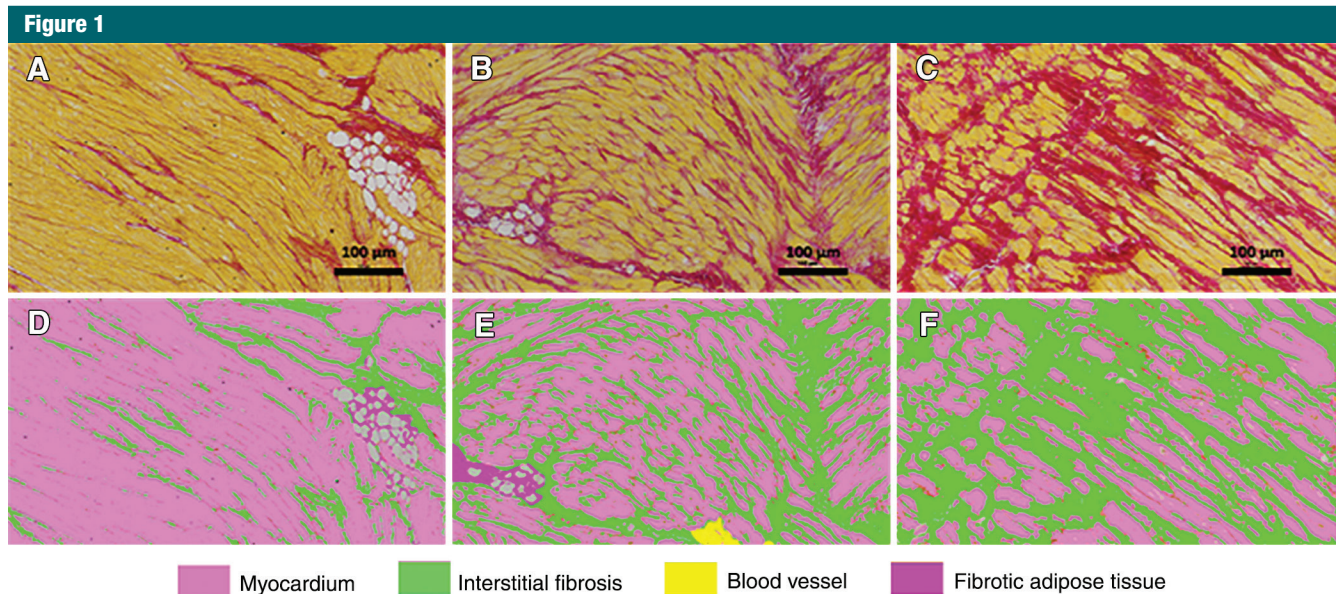 Figure 1
A
B
C
100 µm
100 µm
100 µm
D
E
F
Myocardium
Interstitial fibrosis
Blood vessel
Fibrotic adipose tissue